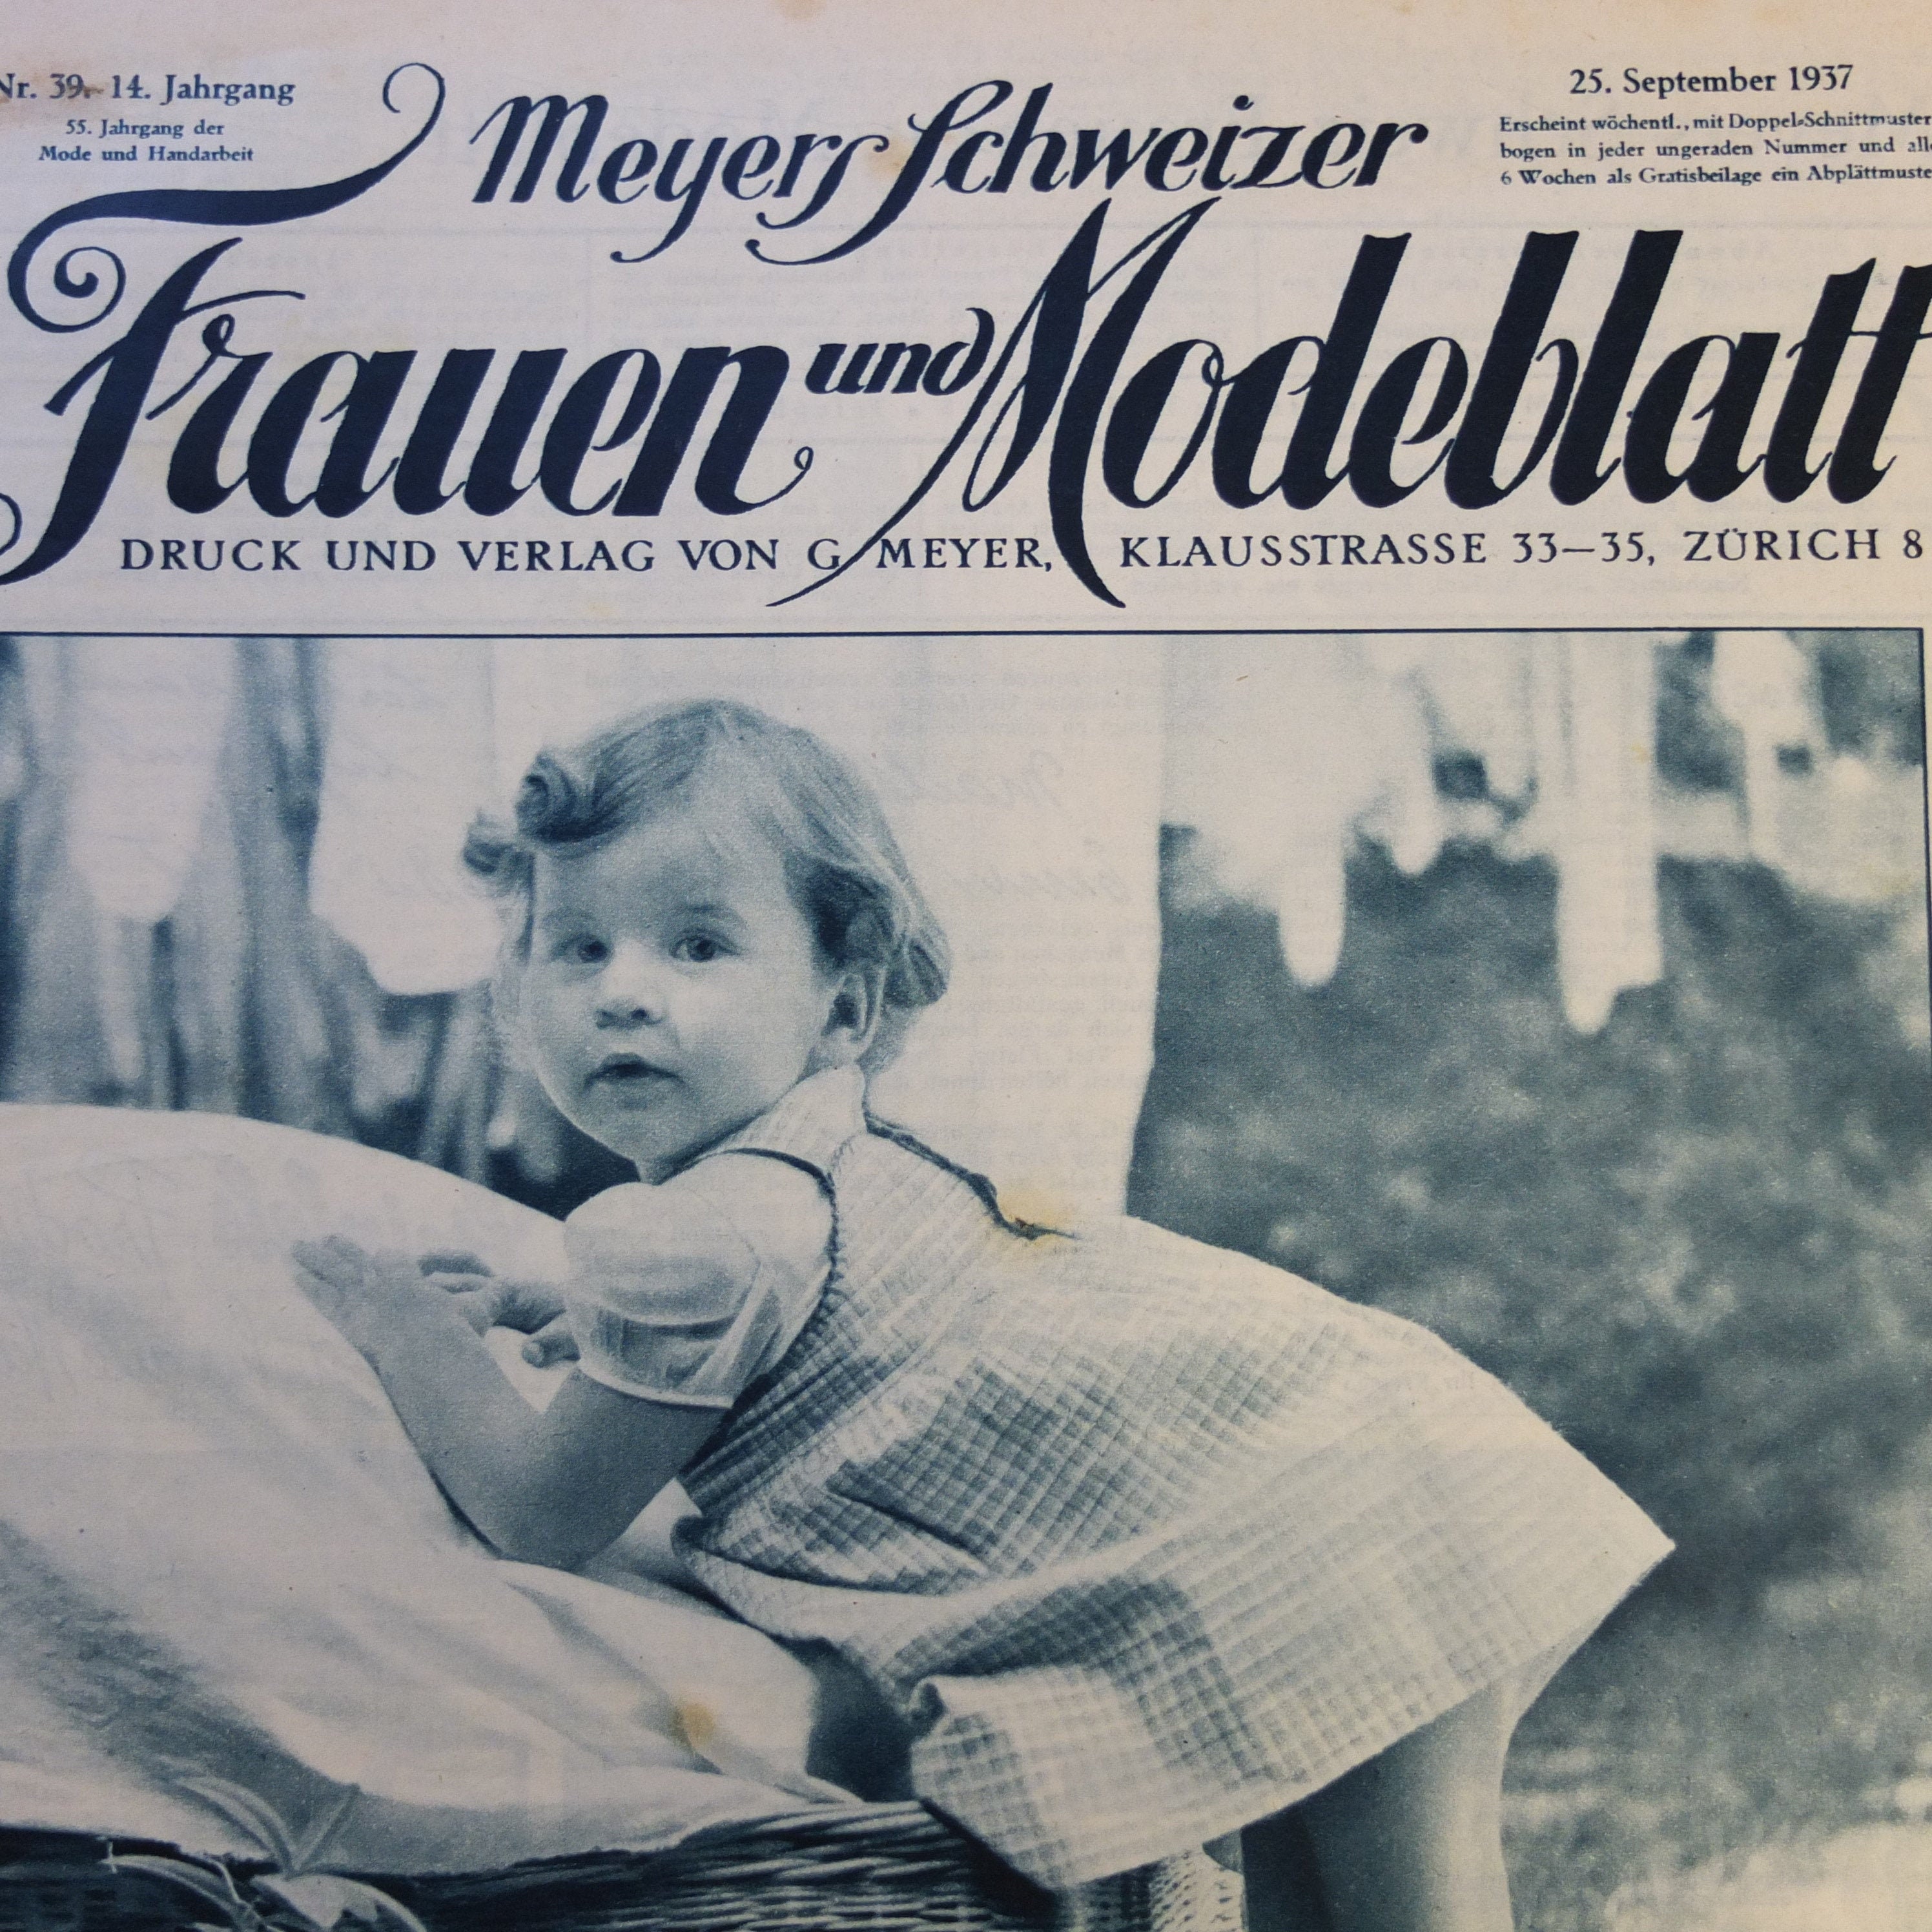 Nr. 39. 14. Jahrgang
55. Jahrgang der
Mode und Handarbeit
Meyers Schweizer
Frauen und Modeblatt
25. September 1937
Erscheint wöchentl., mit Doppel-Schnittmuster
bogen in jeder ungeraden Nummer und alle
6 Wochen als Gratisbeilage ein Abplättmuste
DRUCK UND VERLAG VON G. MEYER, KLAUSSTRASSE 33—35, ZÜRICH 8